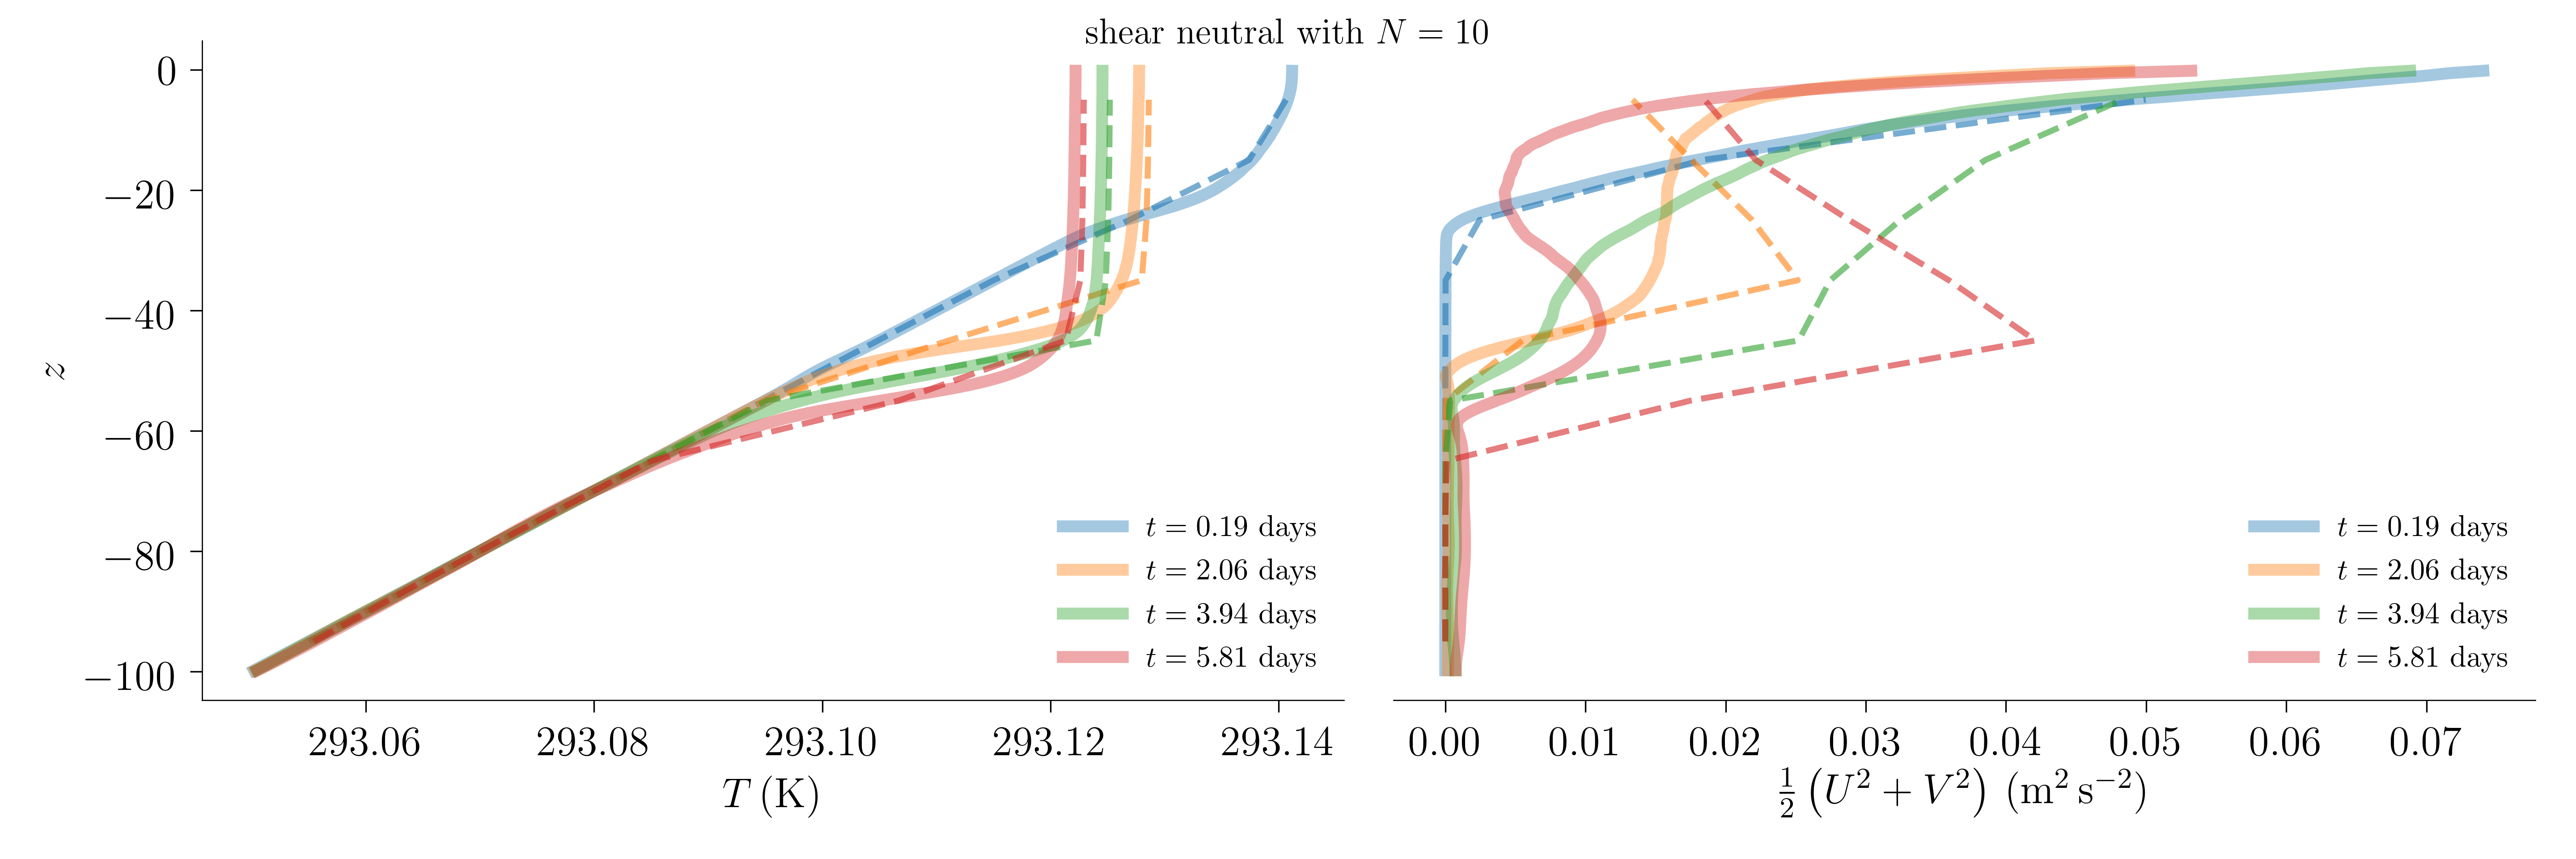 shear neutral with N = 10
z
0
−20
−40
−60
−80
−100
293.06 293.08 293.10 293.12 293.14
T (K)
t = 0.19 days
t = 2.06 days
t = 3.94 days
t = 5.81 days
0.00 0.01 0.02 0.03 0.04 0.05 0.06 0.07
½ (U² + V²) (m² s⁻²)
t = 0.19 days
t = 2.06 days
t = 3.94 days
t = 5.81 days